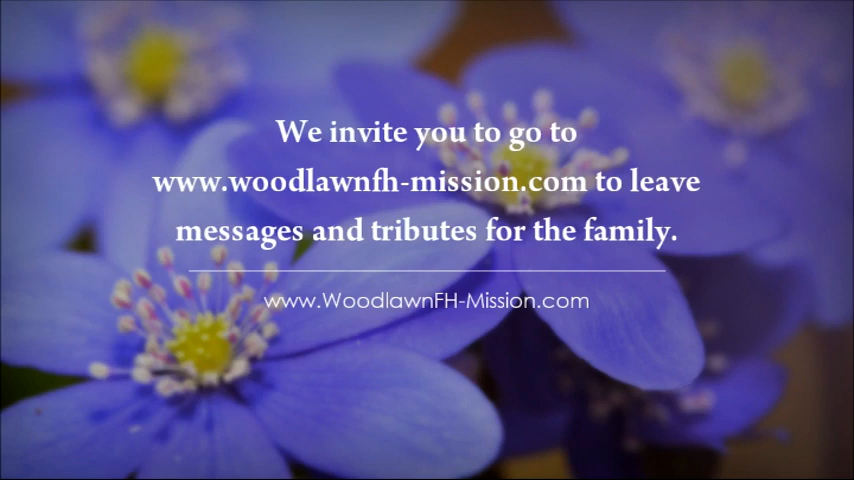 We invite you to go to
www.woodlawnfh-mission.com to leave
messages and tributes for the family.
www.WoodlawnFH-Mission.com